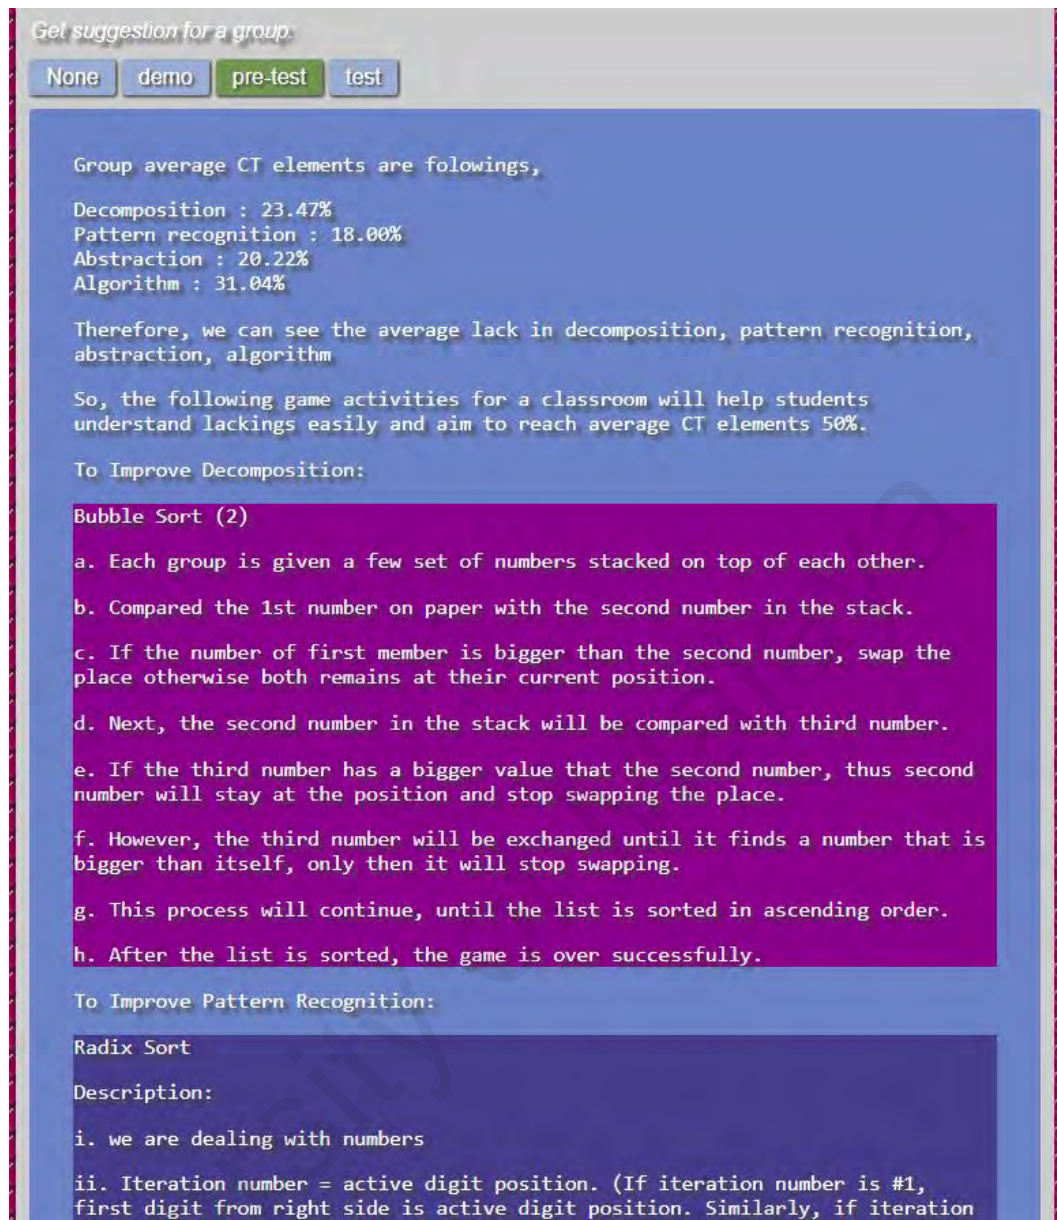 Get suggestion for a group:
None demo pre-test test
Group average CT elements are folowings,
Decomposition : 23.47%
Pattern recognition : 18.00%
Abstraction : 20.22%
Algorithm : 31.04%
Therefore, we can see the average lack in decomposition, pattern recognition,
abstraction, algorithm
So, the following game activities for a classroom will help students
understand lackings easily and aim to reach average CT elements 50%.
To Improve Decomposition:
Bubble Sort (2)
a. Each group is given a few set of numbers stacked on top of each other.
b. Compared the 1st number on paper with the second number in the stack.
c. If the number of first member is bigger than the second number, swap the
place otherwise both remains at their current position.
d. Next, the second number in the stack will be compared with third number.
e. If the third number has a bigger value that the second number, thus second
number will stay at the position and stop swapping the place.
f. However, the third number will be exchanged until it finds a number that is
bigger than itself, only then it will stop swapping.
g. This process will continue, until the list is sorted in ascending order.
h. After the list is sorted, the game is over successfully.
To Improve Pattern Recognition:
Radix Sort
Description:
i. we are dealing with numbers
ii. Iteration number = active digit position. (If iteration number is #1,
first digit from right side is active digit position. Similarly, if iteration